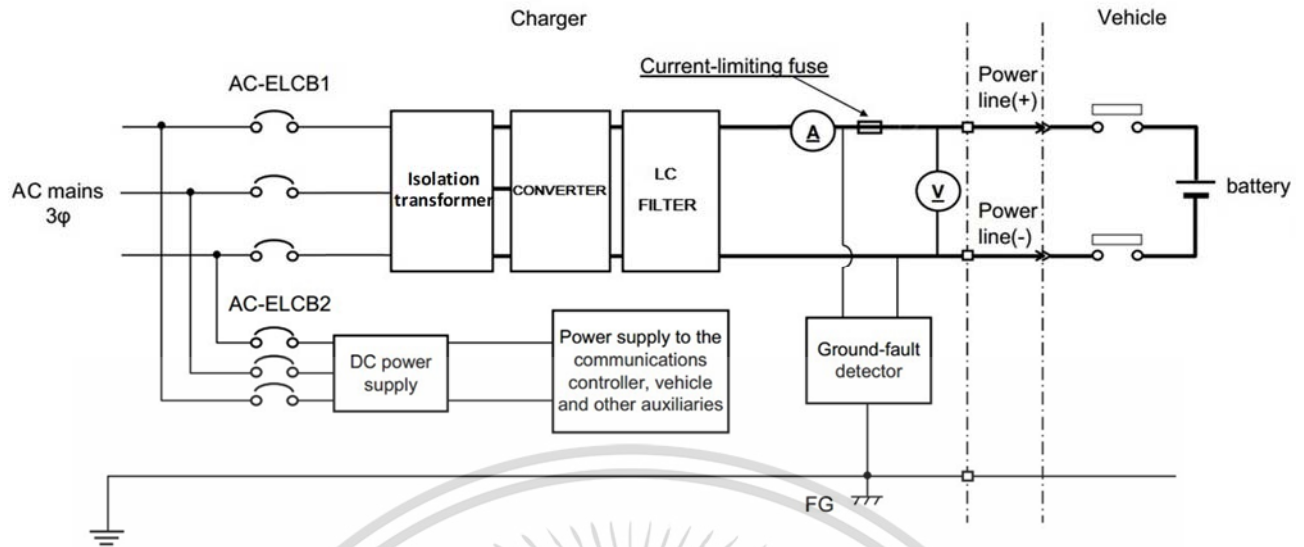 Charger
Vehicle
AC-ELCB1
Current-limiting fuse
Power
line(+)
A
AC mains
3φ
Isolation
transformer
CONVERTER
LC
FILTER
V
battery
Power
line(-)
AC-ELCB2
DC power
supply
Power supply to the
communications
controller, vehicle
and other auxiliaries
Ground-fault
detector
FG